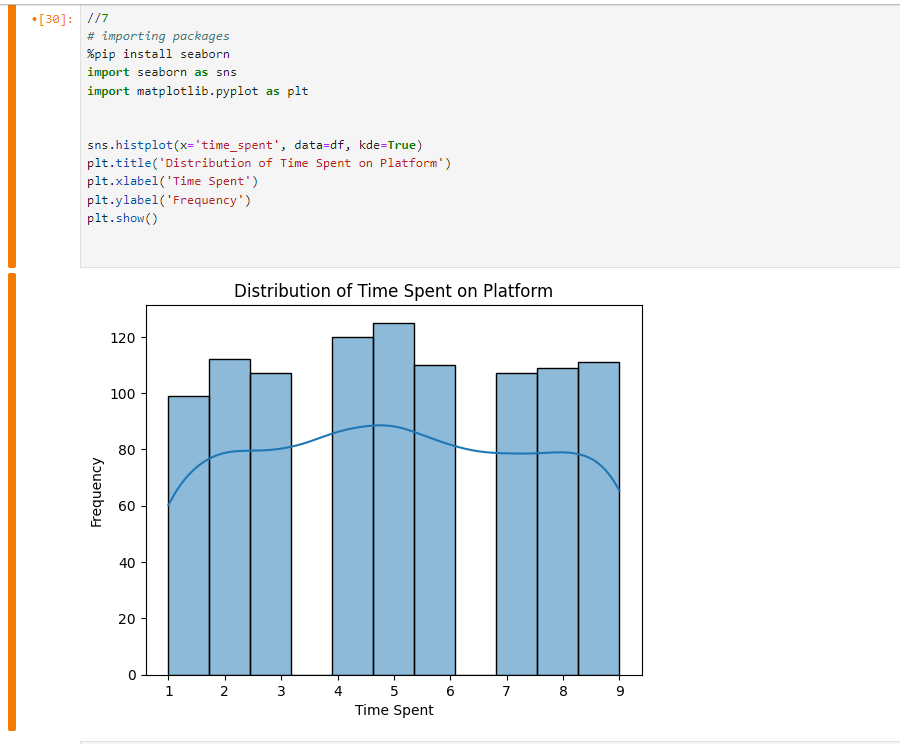 •[30]:
//7
# importing packages
%pip install seaborn
import seaborn as sns
import matplotlib.pyplot as plt
sns.histplot(x='time_spent', data=df, kde=True)
plt.title('Distribution of Time Spent on Platform')
plt.xlabel('Time Spent')
plt.ylabel('Frequency')
plt.show()
Distribution of Time Spent on Platform
120
100
80
60
40
20
0
Frequency
1 2 3 4 5 6 7 8 9
Time Spent